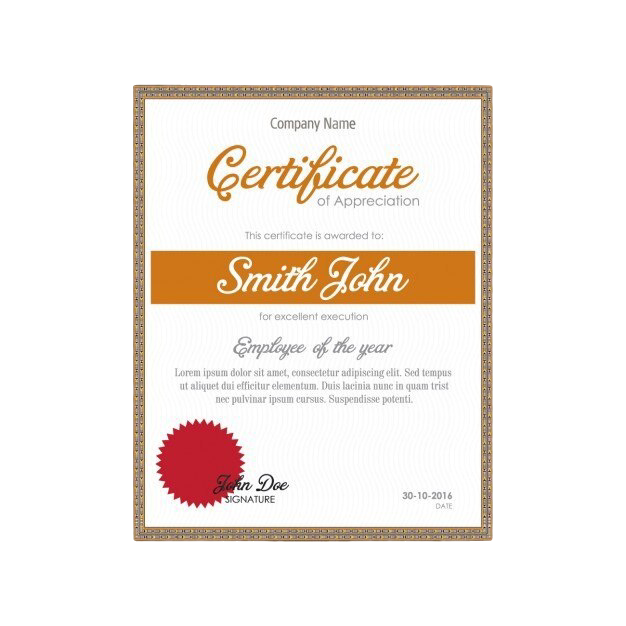 Company Name
Certificate
of Appreciation
This certificate is awarded to:
Smith John
for excellent execution
Employee of the year
Lorem ipsum dolor sit amet, consectetur adipiscing elit. Sed tempus
ut aliquet dui efficitur elementum. Duis lacinia nunc in quam trist
nec pulvinar ipsum cursus. Suspendisse potenti.
John Doe
SIGNATURE
30-10-2016
DATE